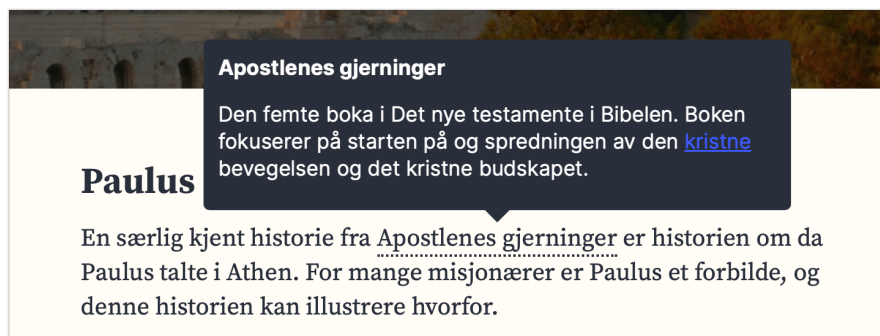 Apostlenes gjerninger
Den femte boka i Det nye testamente i Bibelen. Boken
fokuserer på starten på og spredningen av den kristne
bevegelsen og det kristne budskapet.
Paulus
En særlig kjent historie fra Apostlenes gjerninger er historien om da
Paulus talte i Athen. For mange misjonærer er Paulus et forbilde, og
denne historien kan illustrere hvorfor.